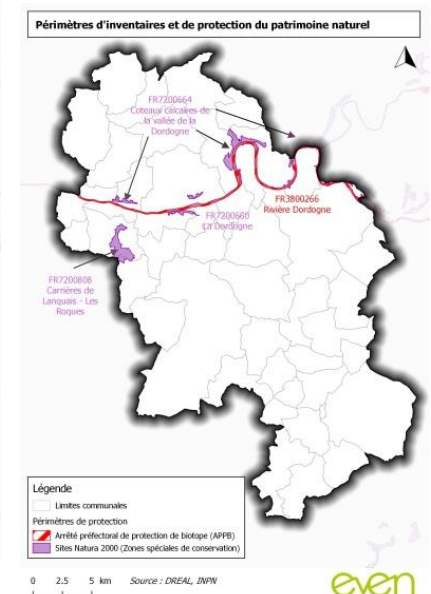 Périmètres d'inventaires et de protection du patrimoine naturel
FR7200664
Coteaux calcaires de
la vallée de la
Dordogne
FR3800266
Rivière Dordogne
FR7200660
La Dordogne
FR7200808
Carrières de
Lanquais - Les
Roques
Légende
Limites communales
Périmètres de protection
Arrêté préfectoral de protection de biotope (APPB)
Sites Natura 2000 (Zones spéciales de conservation)
0 2.5 5 km Source : DREAL, INPN
even